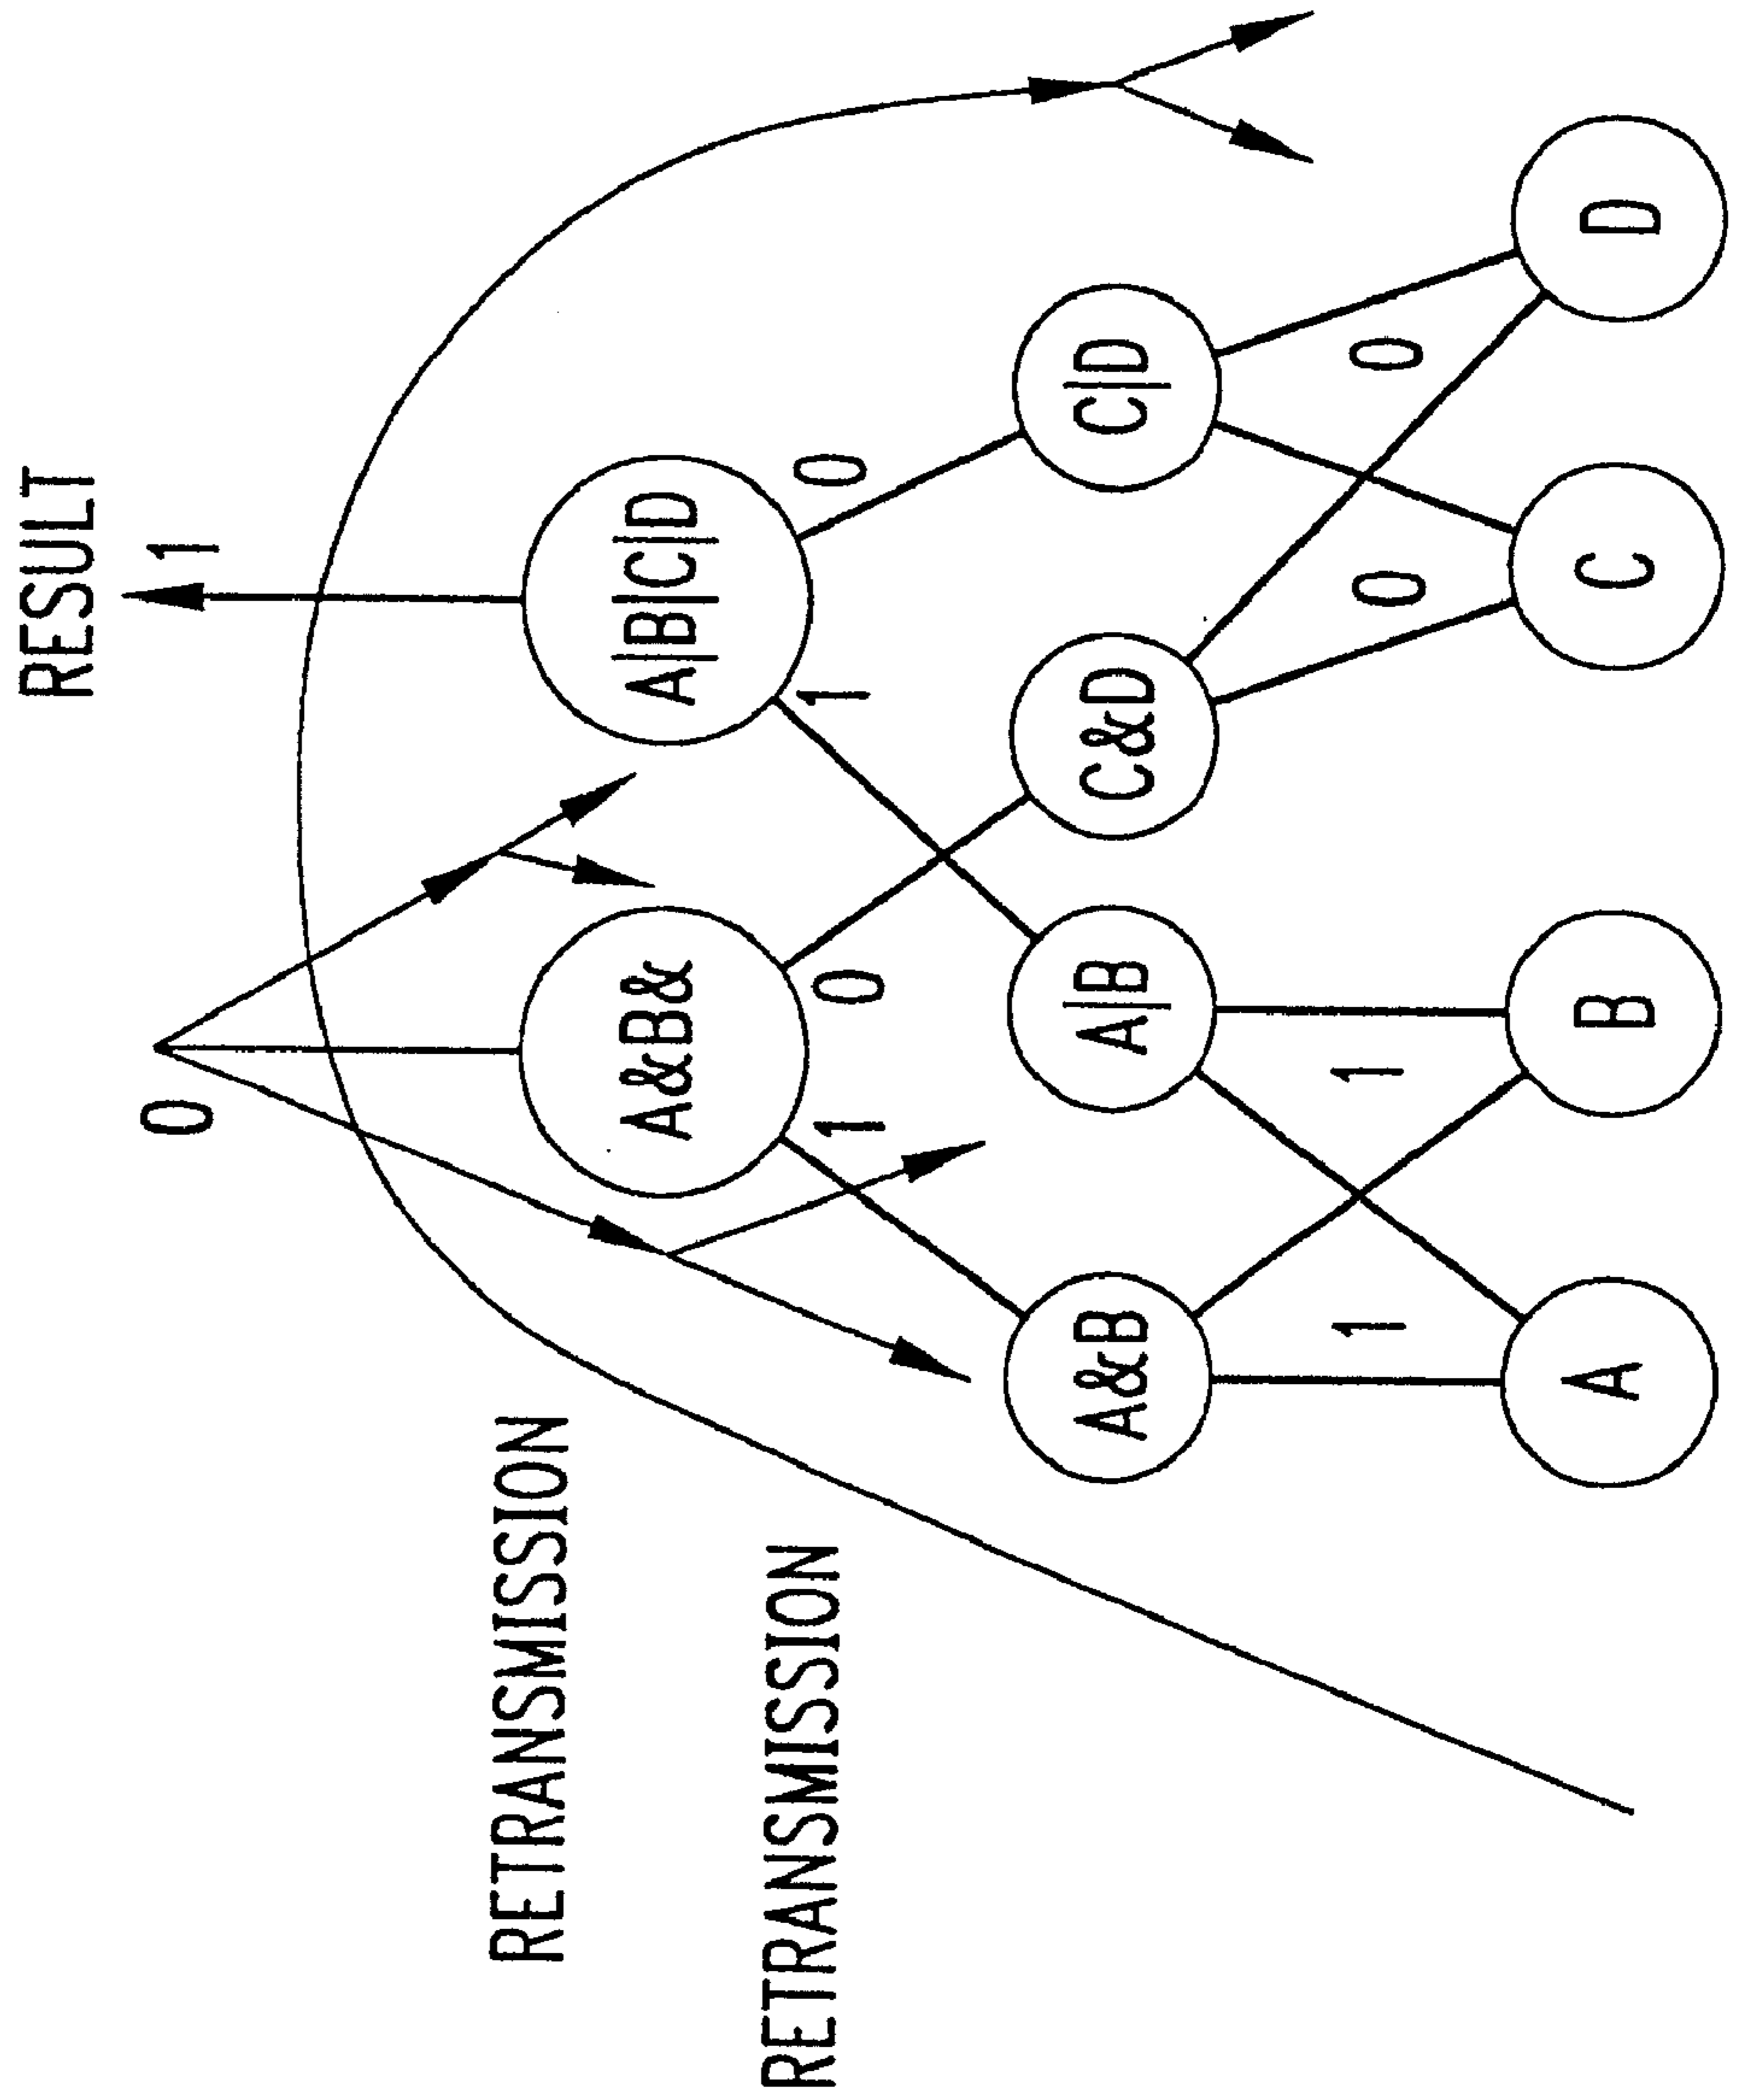 RESULT
0
1
RETRANSMISSION
A&B&
A|B|C|D
RETRANSMISSION
1
0
1
0
A&B
A|B
C&D
C|D
1
1
0
0
A
B
C
D